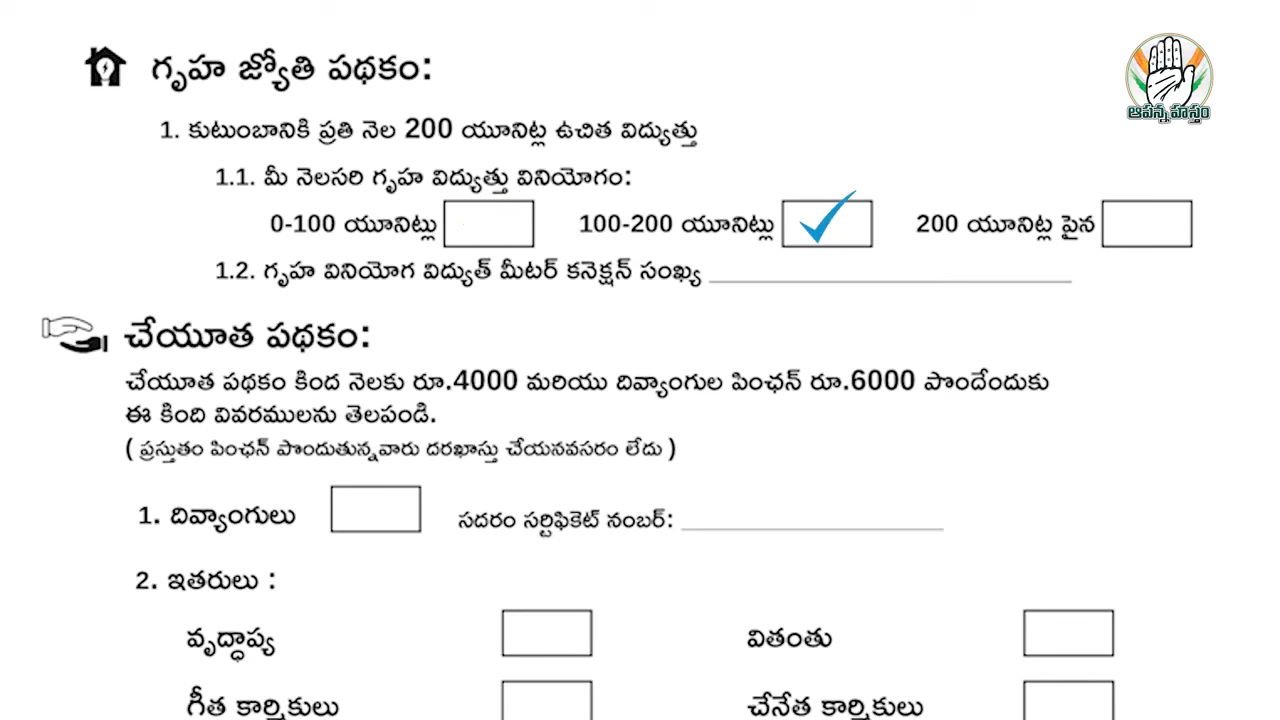 గృహ జ్యోతి పథకం:
ఆపన్న హస్తం
1. కుటుంబానికి ప్రతి నెల 200 యూనిట్ల ఉచిత విద్యుత్తు
1.1. మీ నెలసరి గృహ విద్యుత్తు వినియోగం:
0-100 యూనిట్లు 100-200 యూనిట్లు 200 యూనిట్ల పైన
1.2. గృహ వినియోగ విద్యుత్ మీటర్ కనెక్షన్ సంఖ్య
చేయూత పథకం:
చేయూత పథకం కింద నెలకు రూ.4000 మరియు దివ్యాంగుల పింఛన్ రూ.6000 పొందేందుకు
ఈ కింది వివరములను తెలపండి.
( ప్రస్తుతం పింఛన్ పొందుతున్నవారు దరఖాస్తు చేయనవసరం లేదు )
1. దివ్యాంగులు సదరం సర్టిఫికెట్ నంబర్:
2. ఇతరులు :
వృద్ధాప్య వితంతు
గీత కార్మికులు చేనేత కార్మికులు